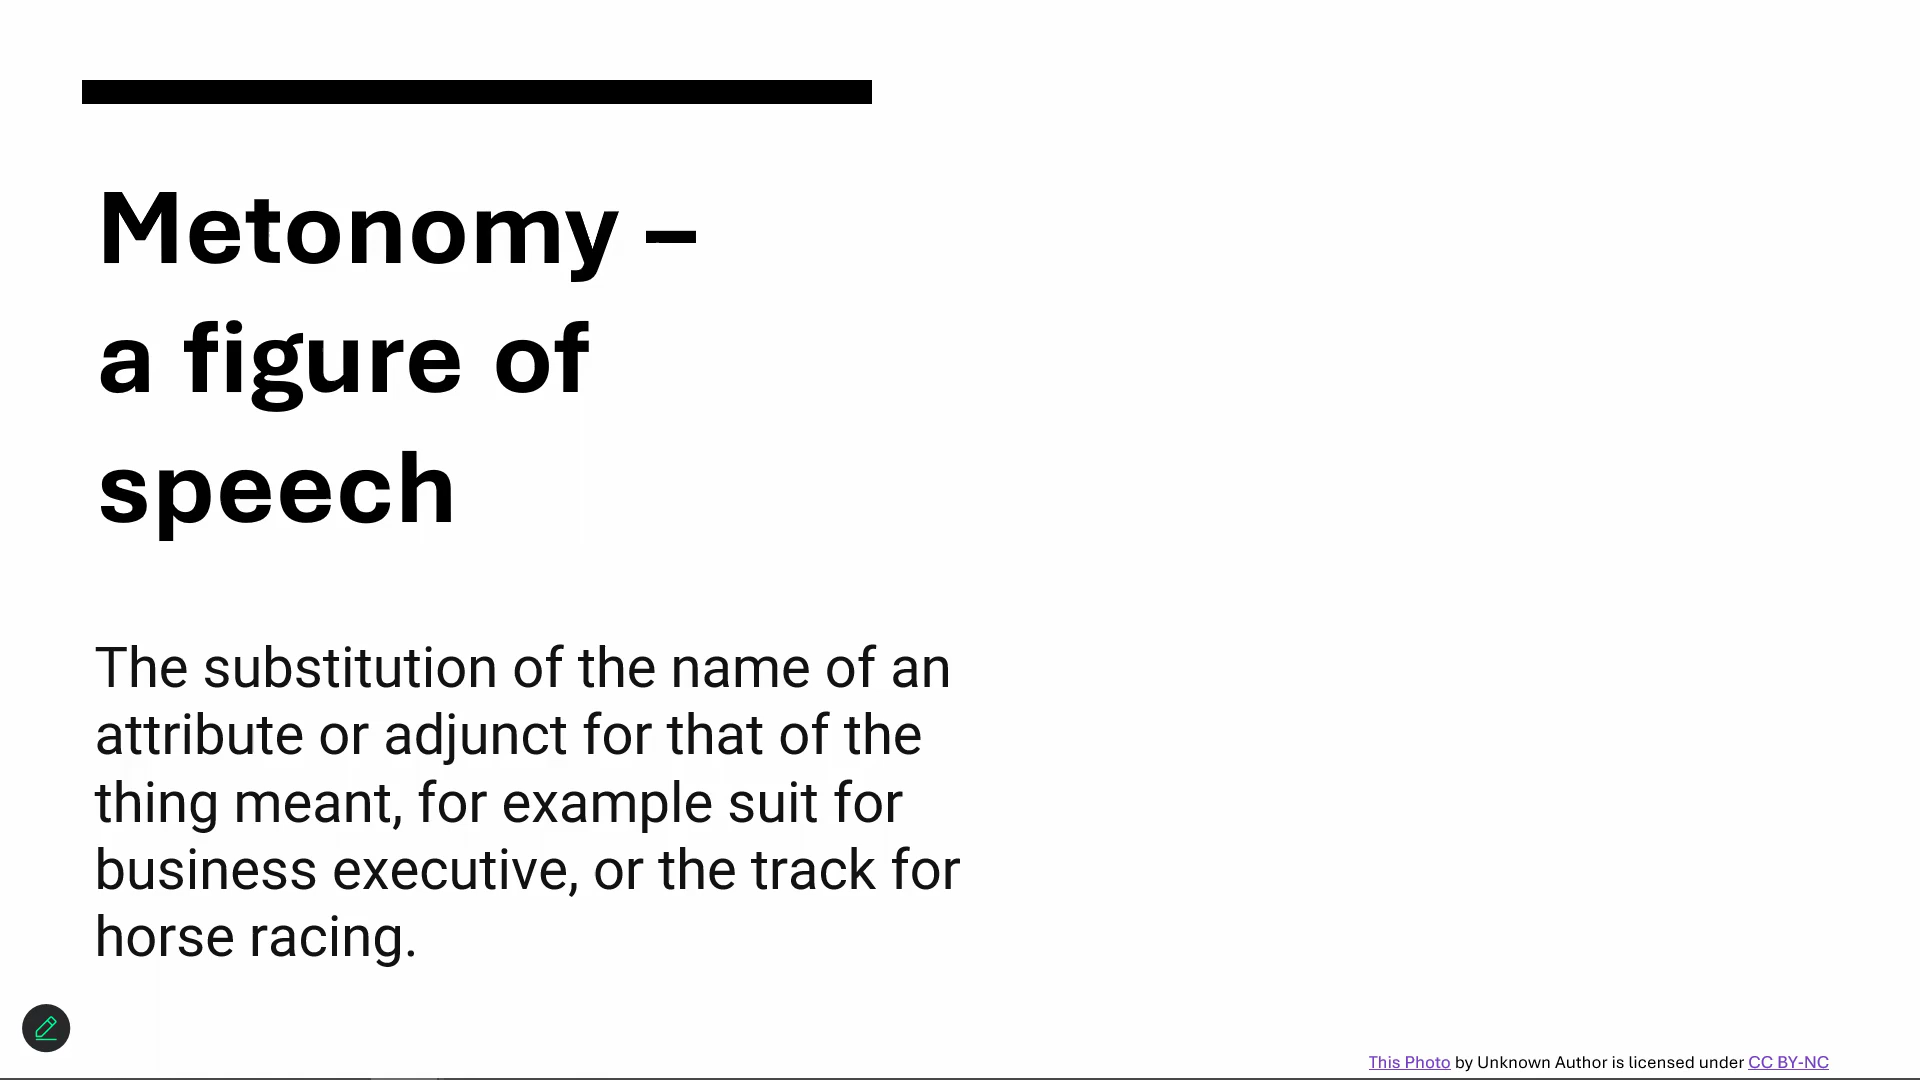 Metonomy –
a figure of
speech
The substitution of the name of an
attribute or adjunct for that of the
thing meant, for example suit for
business executive, or the track for
horse racing.
This Photo by Unknown Author is licensed under CC BY-NC